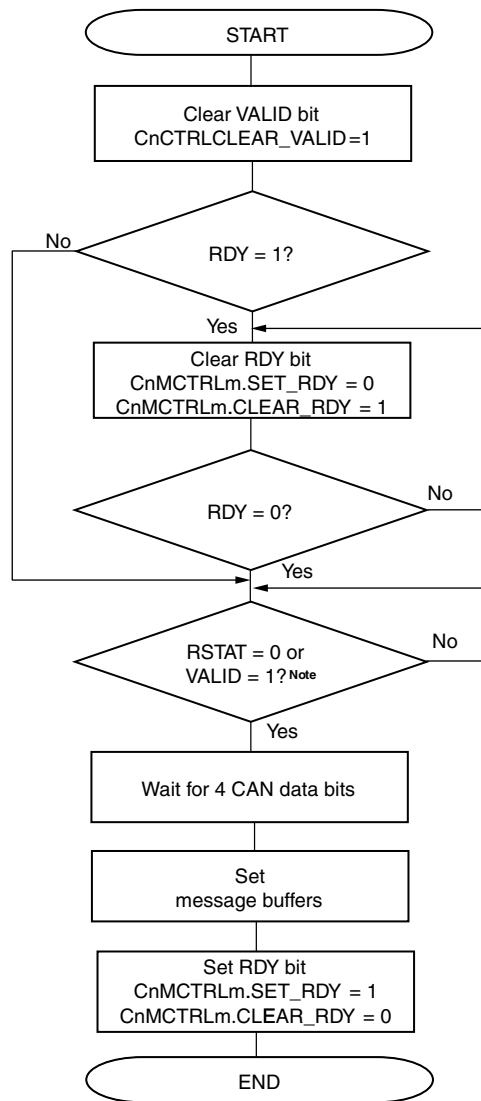 START
Clear VALID bit
CnCTRLCLEAR_VALID=1
RDY = 1?
No
Yes
Clear RDY bit
CnMCTRLm.SET_RDY = 0
CnMCTRLm.CLEAR_RDY = 1
RDY = 0?
No
Yes
RSTAT = 0 or
VALID = 1?Note
No
Yes
Wait for 4 CAN data bits
Set
message buffers
Set RDY bit
CnMCTRLm.SET_RDY = 1
CnMCTRLm.CLEAR_RDY = 0
END